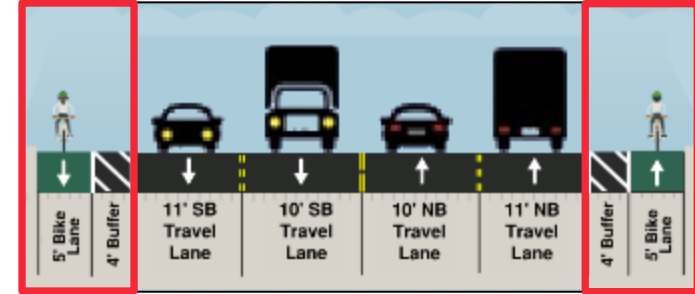 5' Bike
Lane
4' Buffer
11' SB
Travel
Lane
10' SB
Travel
Lane
10' NB
Travel
Lane
11' NB
Travel
Lane
4' Buffer
5' Bike
Lane